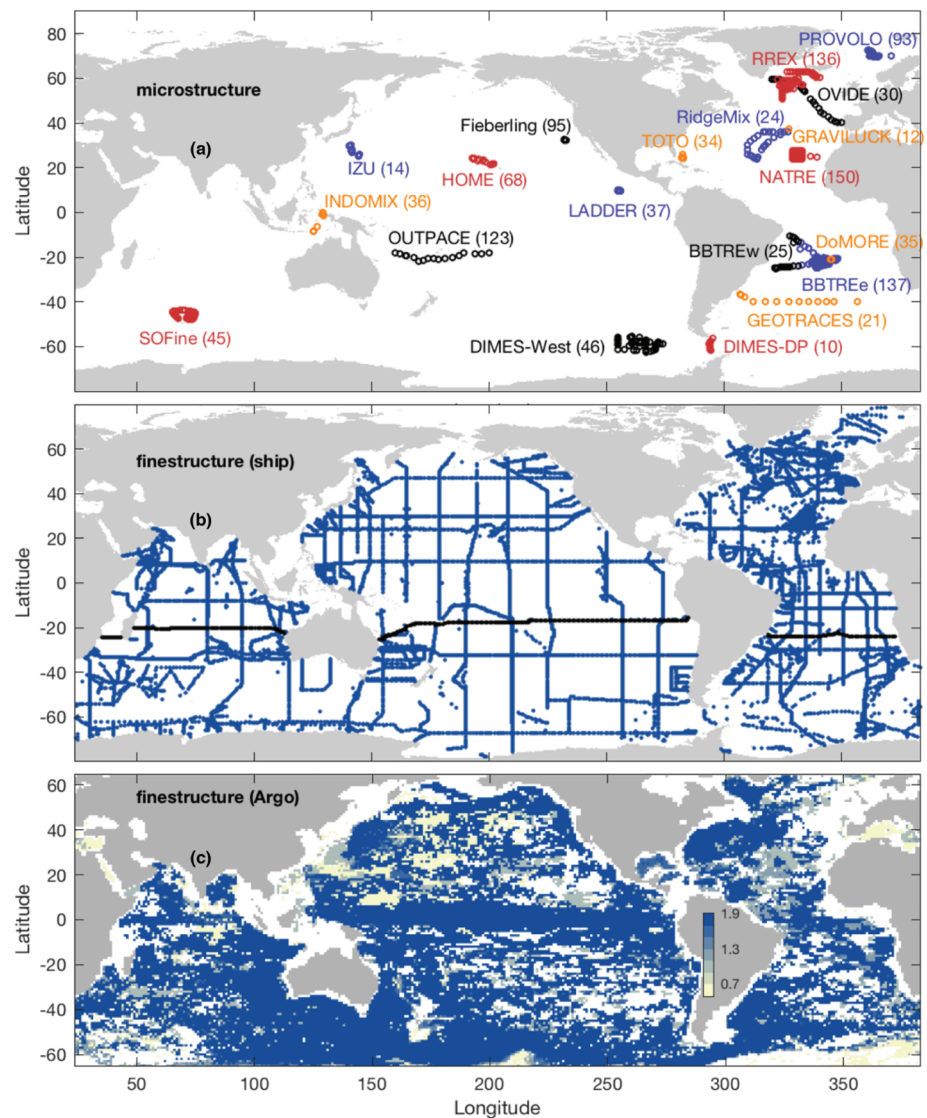 80
60
40
20
0
-20
-40
-60
Latitude
microstructure
(a)
PROVOLO (93)
RREX (136)
OVIDE (30)
Fieberling (95)
RidgeMix (24)
TOTO (34)
GRAVILUCK (12)
IZU (14)
HOME (68)
NATRE (150)
INDOMIX (36)
LADDER (37)
OUTPACE (123)
BBTREw (25)
DoMORE (35)
BBTREe (137)
GEOTRACES (21)
SOFine (45)
DIMES-West (46)
DIMES-DP (10)
60
40
20
0
-20
-40
-60
Latitude
finestructure (ship)
(b)
60
40
20
0
-20
-40
-60
Latitude
finestructure (Argo)
(c)
1.9
1.3
0.7
50
100
150
200
250
300
350
Longitude